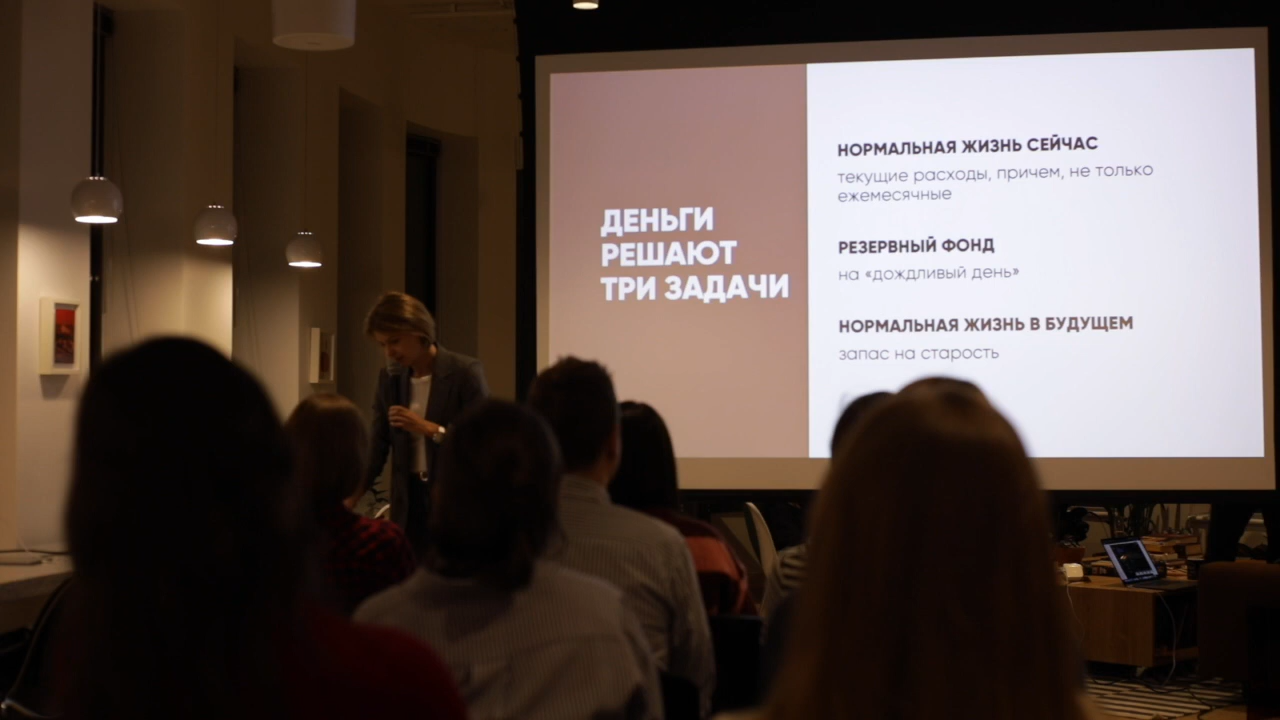 ДЕНЬГИ
РЕШАЮТ
ТРИ ЗАДАЧИ
НОРМАЛЬНАЯ ЖИЗНЬ СЕЙЧАС
текущие расходы, причем, не только
ежемесячные
РЕЗЕРВНЫЙ ФОНД
на «дождливый день»
НОРМАЛЬНАЯ ЖИЗНЬ В БУДУЩЕМ
запас на старость